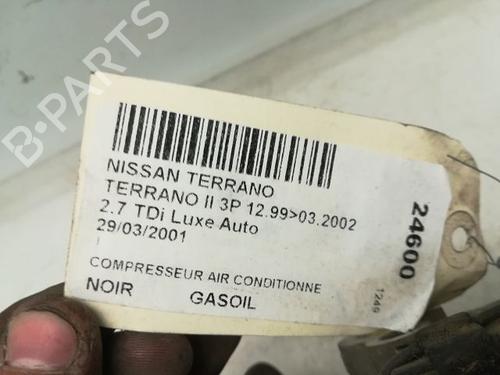 B-PARTS
NISSAN TERRANO
TERRANO II 3P 12.99>03.2002
2.7 TDi Luxe Auto
29/03/2001
COMPRESSEUR AIR CONDITIONNE
NOIR GASOIL
24600
1249